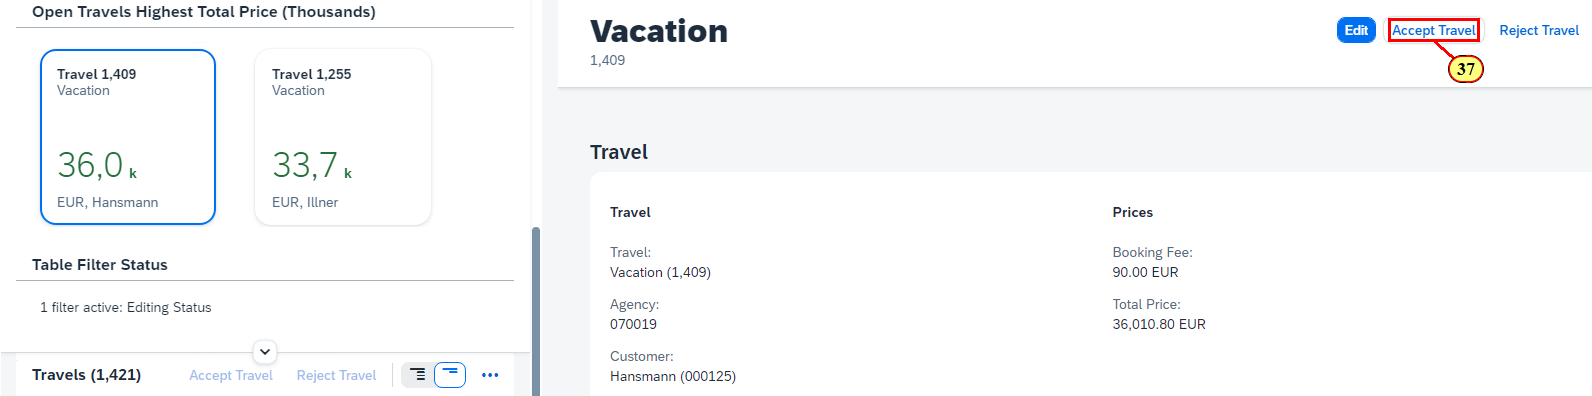 Open Travels Highest Total Price (Thousands)
Travel 1,409
Vacation
36,0 k
EUR, Hansmann
Travel 1,255
Vacation
33,7 k
EUR, Illner
Table Filter Status
1 filter active: Editing Status
Travels (1,421) Accept Travel Reject Travel
Vacation
1,409
Edit Accept Travel Reject Travel
37
Travel
Travel
Travel:
Vacation (1,409)
Agency:
070019
Customer:
Hansmann (000125)
Prices
Booking Fee:
90.00 EUR
Total Price:
36,010.80 EUR